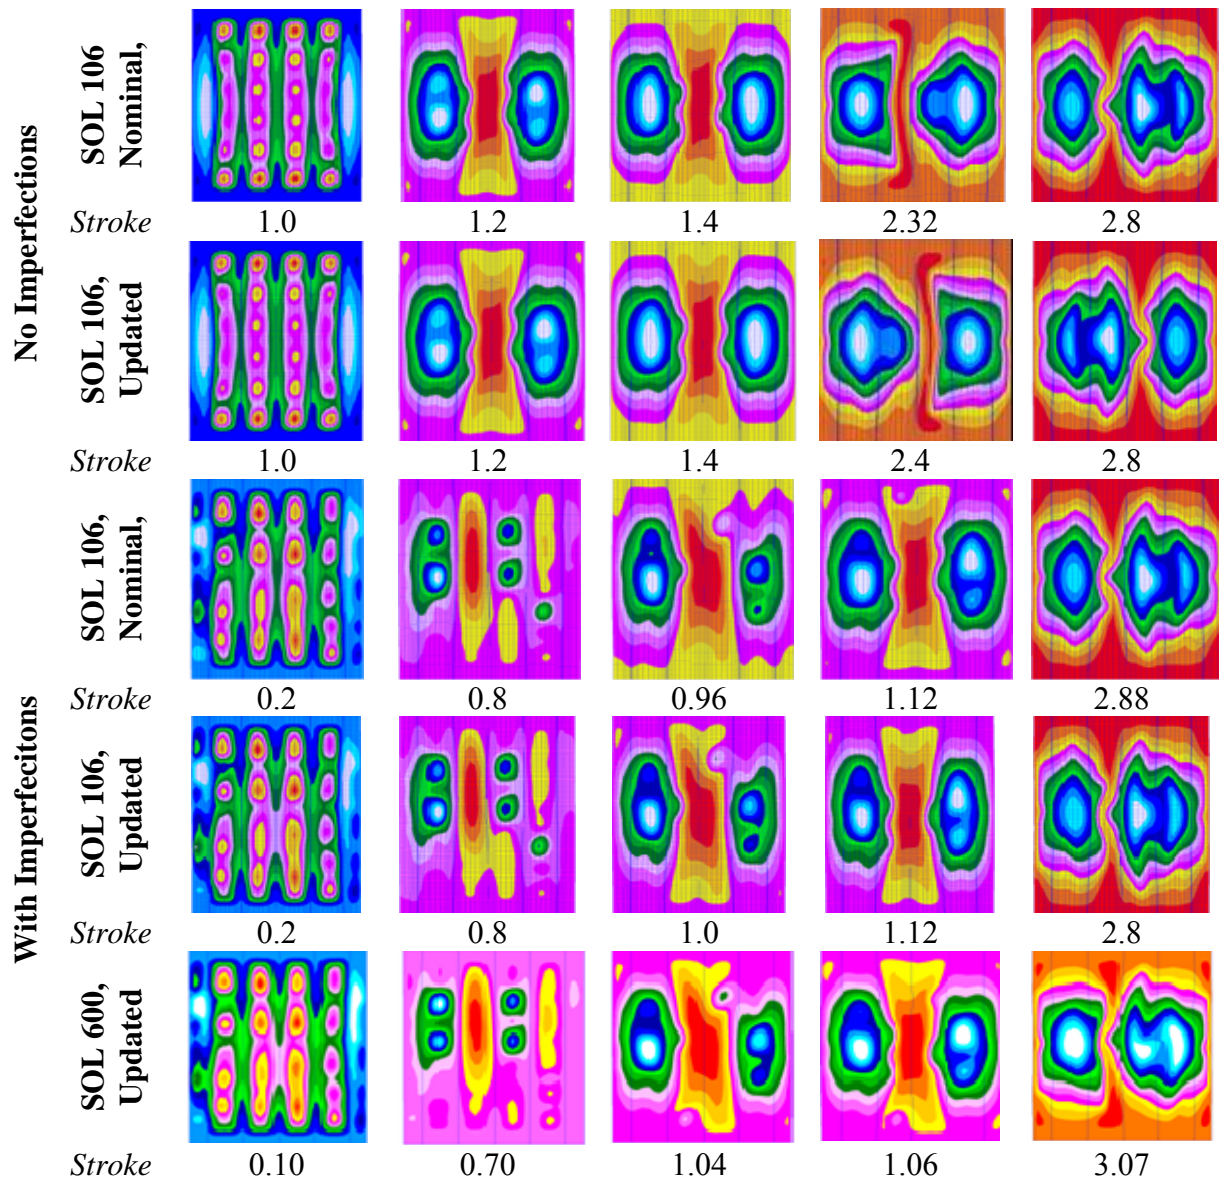 No Imperfections
SOL 106
Nominal,
Stroke 1.0 1.2 1.4 2.32 2.8
SOL 106,
Updated
Stroke 1.0 1.2 1.4 2.4 2.8
With Imperfecitons
SOL 106,
Nominal,
Stroke 0.2 0.8 0.96 1.12 2.88
SOL 106,
Updated
Stroke 0.2 0.8 1.0 1.12 2.8
SOL 600,
Updated
Stroke 0.10 0.70 1.04 1.06 3.07